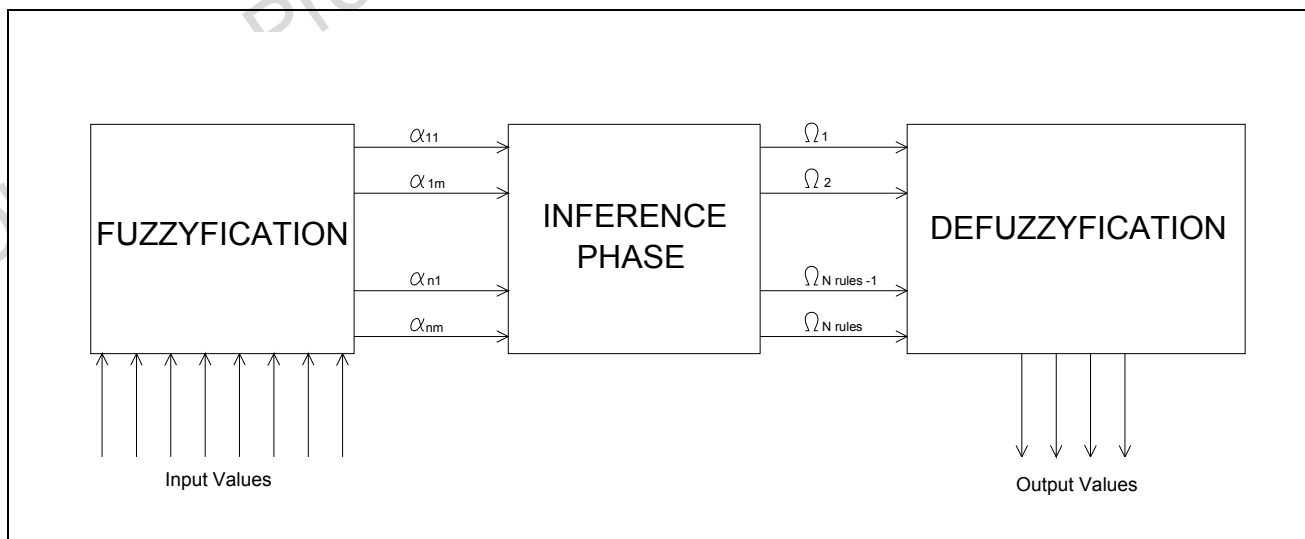 α11
α1m
αn1
αnm
Ω1
Ω2
ΩN rules -1
ΩN rules
FUZZYFICATION
INFERENCE
PHASE
DEFUZZYFICATION
Input Values
Output Values